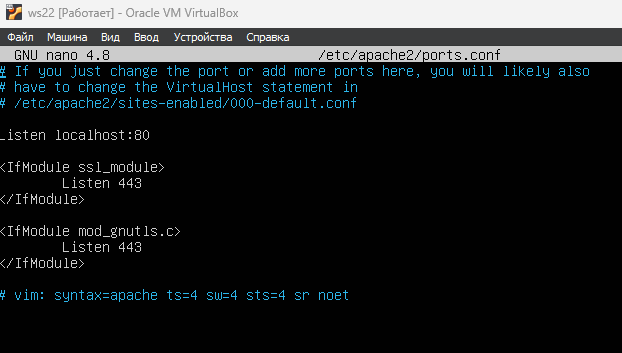 ws22 [Работает] - Oracle VM VirtualBox
Файл Машина Вид Ввод Устройства Справка
GNU nano 4.8 /etc/apache2/ports.conf
# If you just change the port or add more ports here, you will likely also
# have to change the VirtualHost statement in
# /etc/apache2/sites-enabled/000-default.conf
Listen localhost:80
<IfModule ssl_module>
Listen 443
</IfModule>
<IfModule mod_gnutls.c>
Listen 443
</IfModule>
# vim: syntax=apache ts=4 sw=4 sts=4 sr noet